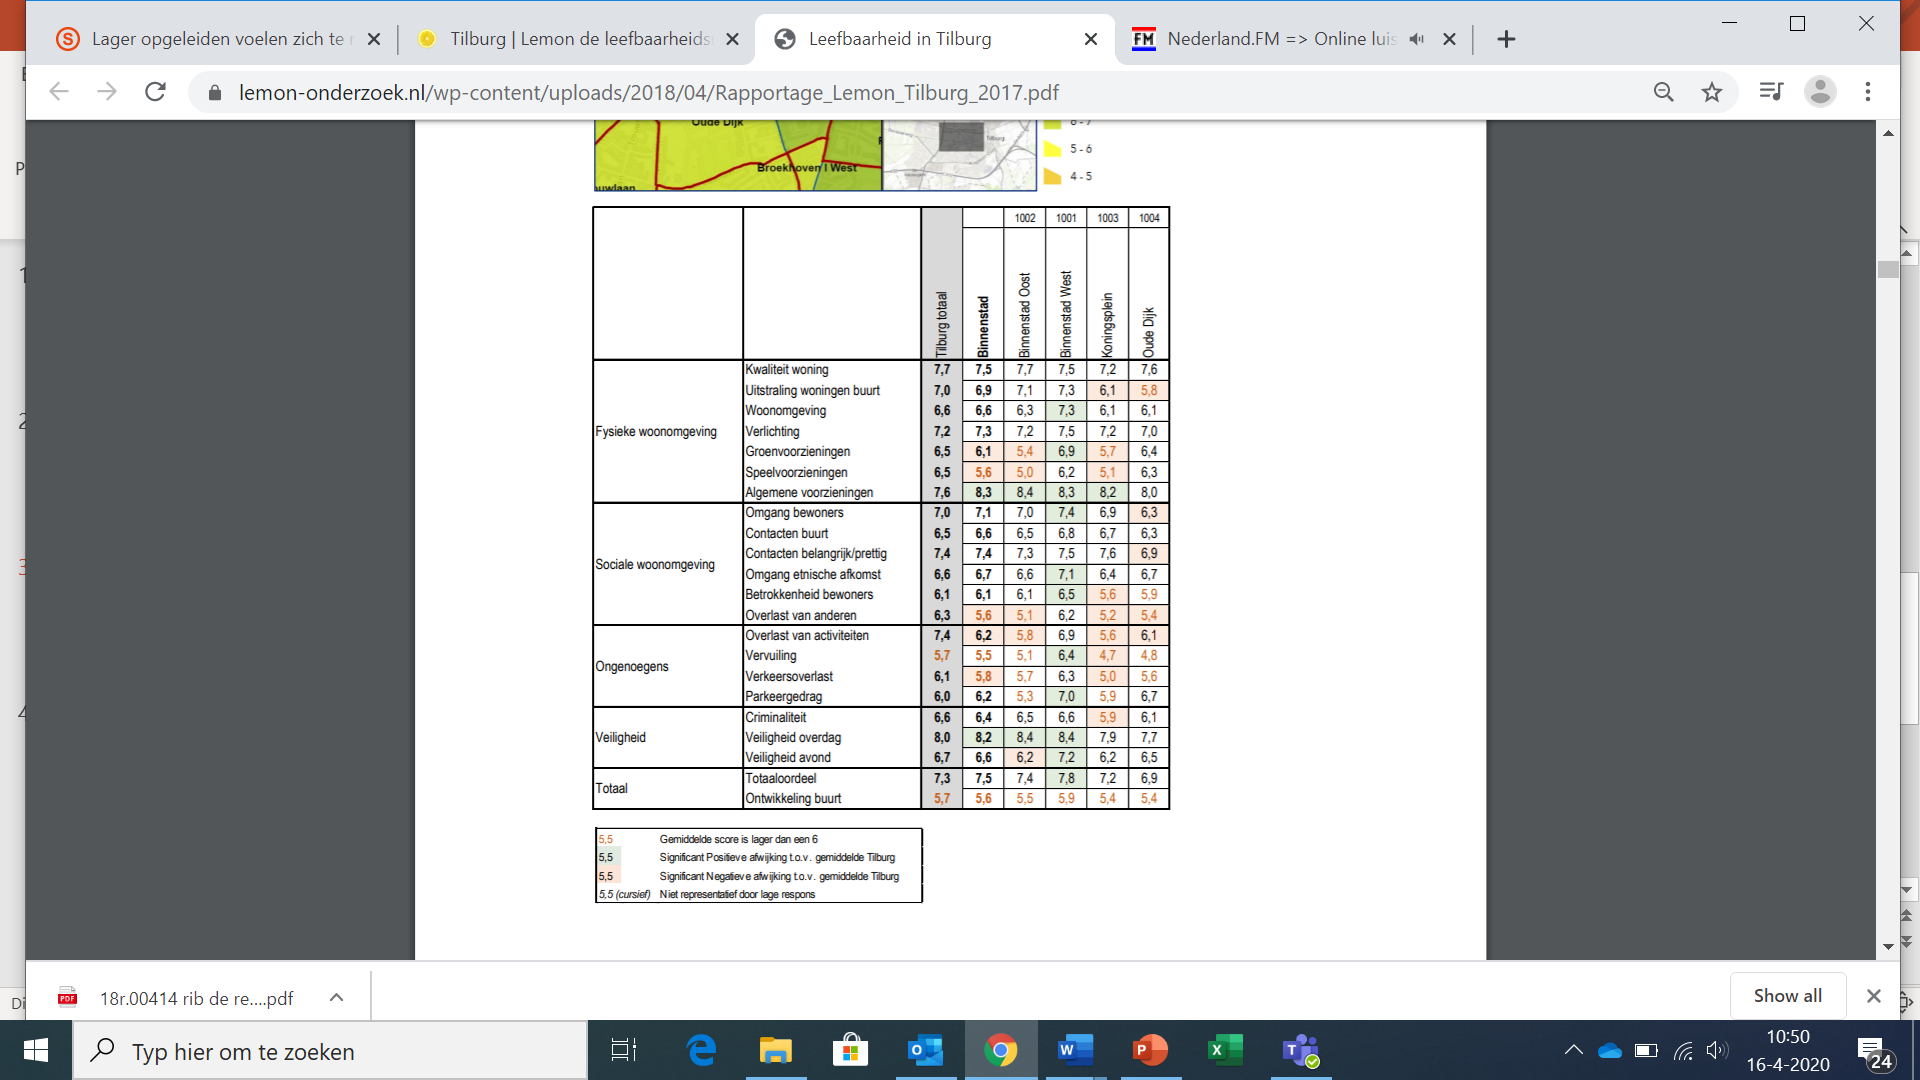 Lager opgeleiden voelen zich te
Tilburg | Lemon de leefbaarheids
Leefbaarheid in Tilburg
FM Nederland.FM => Online luis
lemon-onderzoek.nl/wp-content/uploads/2018/04/Rapportage_Lemon_Tilburg_2017.pdf
Oude Dijk
Broekhoven I West
uwlaan
Tilburg
6 - 7
5 - 6
4 - 5
1002 1001 1003 1004
Tilburg totaal Binnenstad Binnenstad Oost Binnenstad West Koningsplein Oude Dijk
Fysieke woonomgeving
Kwaliteit woning 7,7 7,5 7,7 7,5 7,2 7,6
Uitstraling woningen buurt 7,0 6,9 7,1 7,3 6,1 5,8
Woonomgeving 6,6 6,6 6,3 7,3 6,1 6,1
Verlichting 7,2 7,3 7,2 7,5 7,2 7,0
Groenvoorzieningen 6,5 6,1 5,4 6,9 5,7 6,4
Speelvoorzieningen 6,5 5,6 5,0 6,2 5,1 6,3
Algemene voorzieningen 7,6 8,3 8,4 8,3 8,2 8,0
Sociale woonomgeving
Omgang bewoners 7,0 7,1 7,0 7,4 6,9 6,3
Contacten buurt 6,5 6,6 6,5 6,8 6,7 6,3
Contacten belangrijk/prettig 7,4 7,4 7,3 7,5 7,6 6,9
Omgang etnische afkomst 6,6 6,7 6,6 7,1 6,4 6,7
Betrokkenheid bewoners 6,1 6,1 6,1 6,5 5,6 5,9
Overlast van anderen 6,3 5,6 5,1 6,2 5,2 5,4
Ongenoegens
Overlast van activiteiten 7,4 6,2 5,8 6,9 5,6 6,1
Vervuiling 5,7 5,5 5,1 6,4 4,7 4,8
Verkeersoverlast 6,1 5,8 5,7 6,3 5,0 5,6
Parkeergedrag 6,0 6,2 5,3 7,0 5,9 6,7
Veiligheid
Criminaliteit 6,6 6,4 6,5 6,6 5,9 6,1
Veiligheid overdag 8,0 8,2 8,4 8,4 7,9 7,7
Veiligheid avond 6,7 6,6 6,2 7,2 6,2 6,5
Totaal
Totaaloordeel 7,3 7,5 7,4 7,8 7,2 6,9
Ontwikkeling buurt 5,7 5,6 5,5 5,9 5,4 5,4
5,5 Gemiddelde score is lager dan een 6
5,5 Significant Positieve afwijking t.o.v. gemiddelde Tilburg
5,5 Significant Negatieve afwijking t.o.v. gemiddelde Tilburg
5,5 (cursief) Niet representatief door lage respons
18r.00414 rib de re....pdf
Show all
Typ hier om te zoeken
10:50
16-4-2020
24